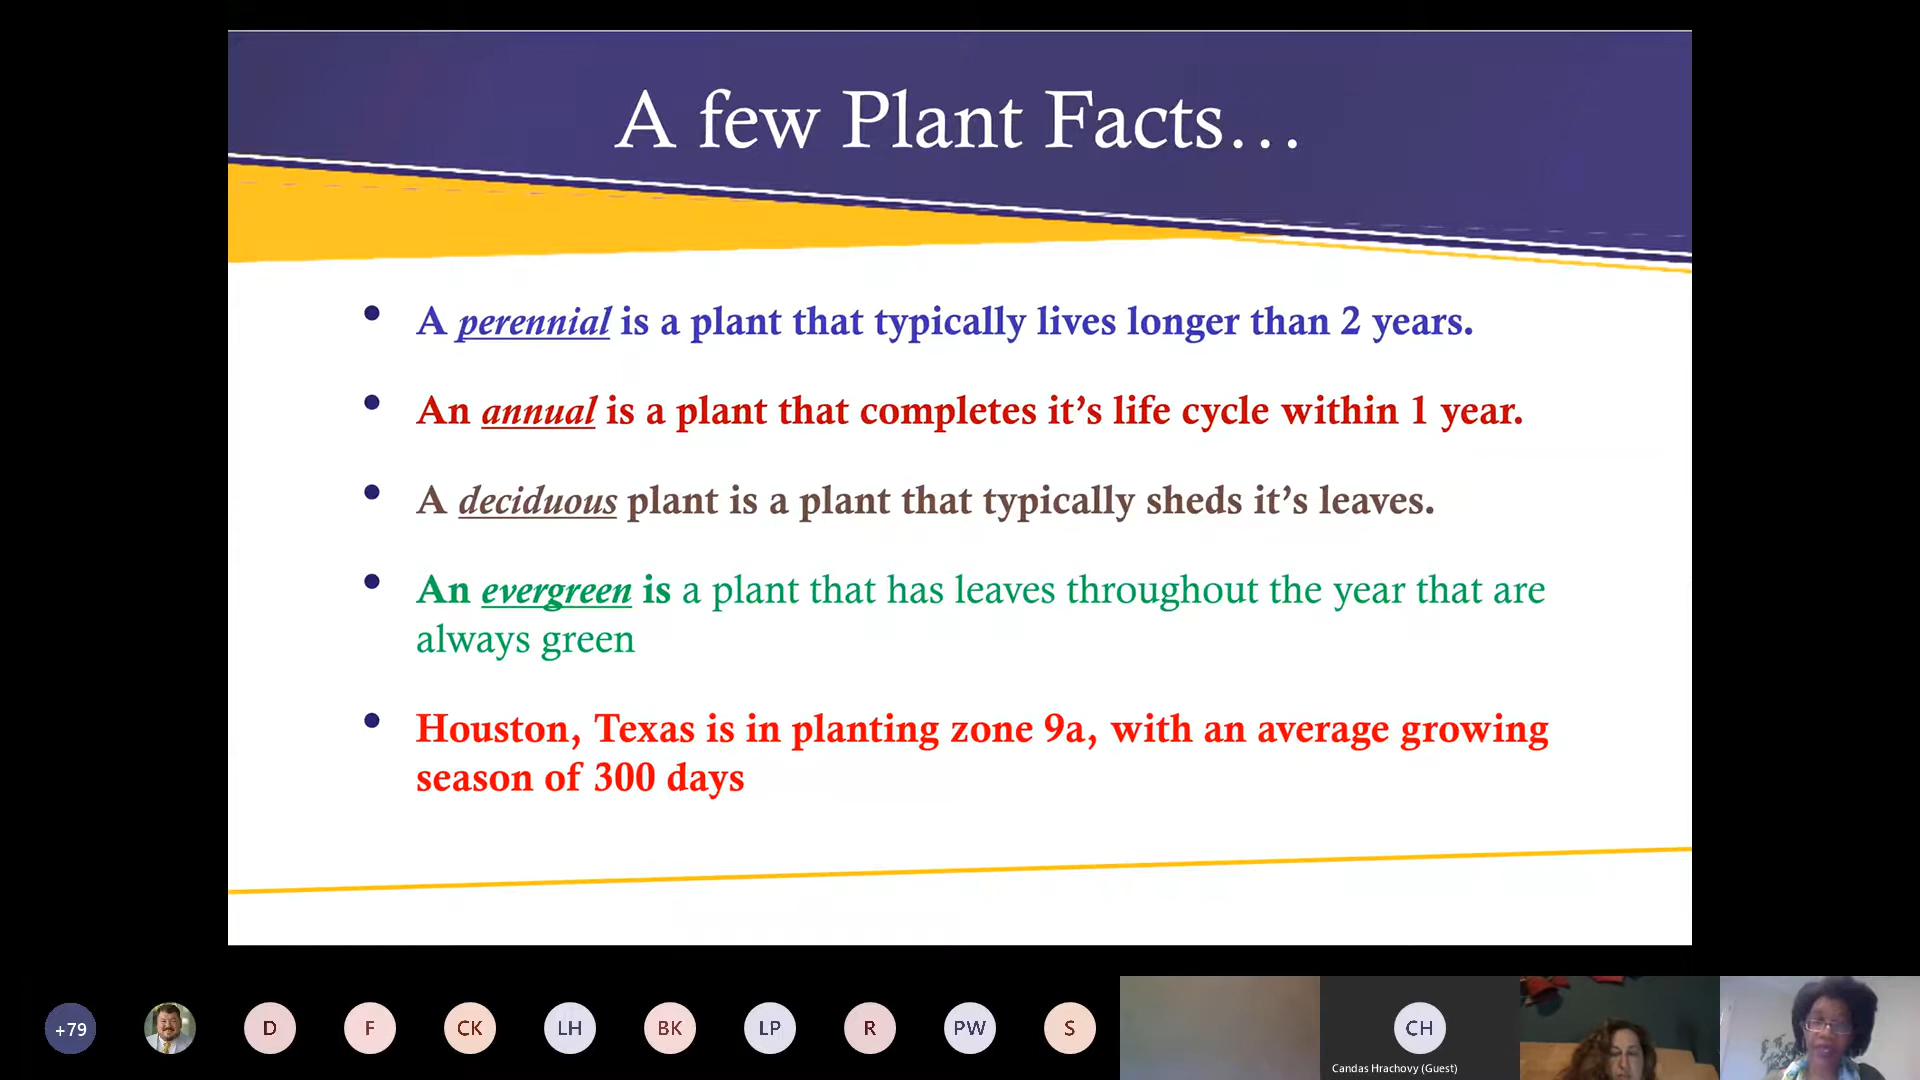 A few Plant Facts…
• A perennial is a plant that typically lives longer than 2 years.
• An annual is a plant that completes it’s life cycle within 1 year.
• A deciduous plant is a plant that typically sheds it’s leaves.
• An evergreen is a plant that has leaves throughout the year that are
always green
• Houston, Texas is in planting zone 9a, with an average growing
season of 300 days
+79
D
F
CK
LH
BK
LP
R
PW
S
CH
Candas Hrachovy (Guest)